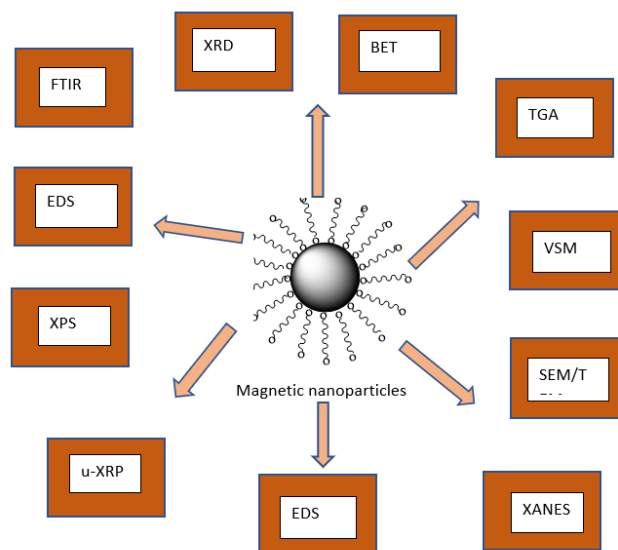 XRD
BET
FTIR
TGA
EDS
VSM
XPS
SEM/T
Magnetic nanoparticles
u-XRP
EDS
XANES